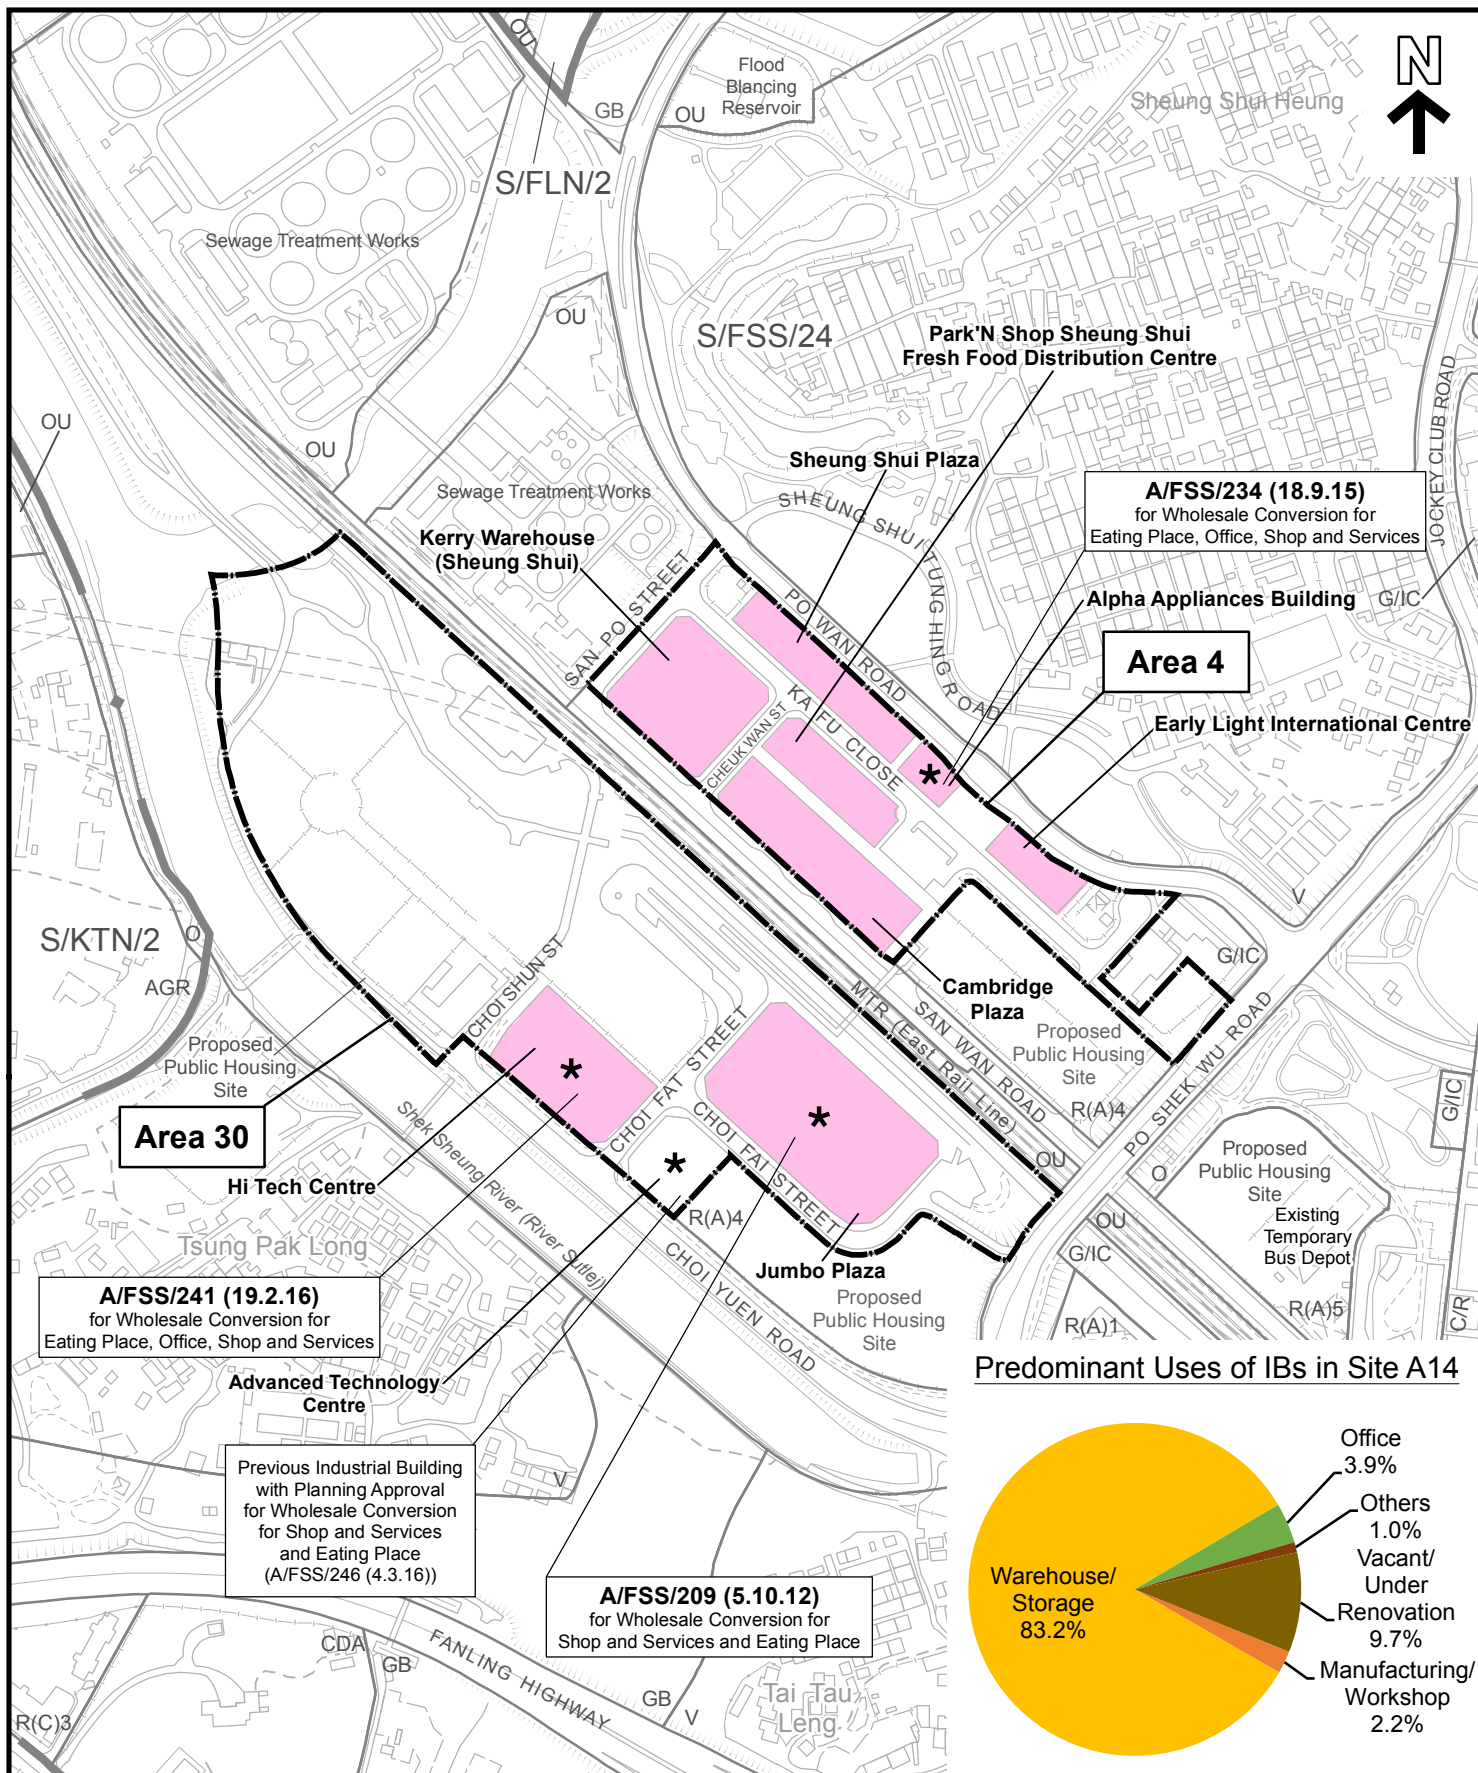 N
OU
Flood
Blancing
Reservoir
GB
OU
Sheung Shui Heung
S/FLN/2
Sewage Treatment Works
OU
S/FSS/24
Park'N Shop Sheung Shui
Fresh Food Distribution Centre
JOCKEY CLUB ROAD
OU
OU
Sheung Shui Plaza
Sewage Treatment Works
SHEUNG SHUI TUNG HING ROAD
A/FSS/234 (18.9.15)
for Wholesale Conversion for
Eating Place, Office, Shop and Services
Kerry Warehouse
(Sheung Shui)
SAN PO STREET
PO WAN ROAD
Alpha Appliances Building
G/IC
Area 4
KA FU CLOSE
CHEUK WAN ST
Early Light International Centre
*
V
S/KTN/2
O
AGR
CHOI SHUN ST
G/IC
Cambridge
Plaza
MTR (East Rail Line)
SAN WAN ROAD
Proposed
Public Housing
Site
PO SHEK WU ROAD
Proposed
Public Housing
Site
*
CHOI FAT STREET
*
R(A)4
G/IC
Area 30
Shek Sheung River (River Sutlej)
CHOI FAI STREET
Hi Tech Centre
*
OU
O
Proposed
Public Housing
Site
R(A)4
OU
Existing
Temporary
Bus Depot
Tsung Pak Long
CHOI YUEN ROAD
G/IC
Jumbo Plaza
A/FSS/241 (19.2.16)
for Wholesale Conversion for
Eating Place, Office, Shop and Services
Proposed
Public Housing
Site
R(A)1
R(A)5
C/R
Advanced Technology
Centre
Predominant Uses of IBs in Site A14
Previous Industrial Building
with Planning Approval
for Wholesale Conversion
for Shop and Services
and Eating Place
(A/FSS/246 (4.3.16))
V
Office
3.9%
Others
1.0%
Vacant/
Under
Renovation
9.7%
Warehouse/
Storage
83.2%
Manufacturing/
Workshop
2.2%
A/FSS/209 (5.10.12)
for Wholesale Conversion for
Shop and Services and Eating Place
CDA
GB
FANLING HIGHWAY
GB
V
Tai Tau
Leng
R(C)3